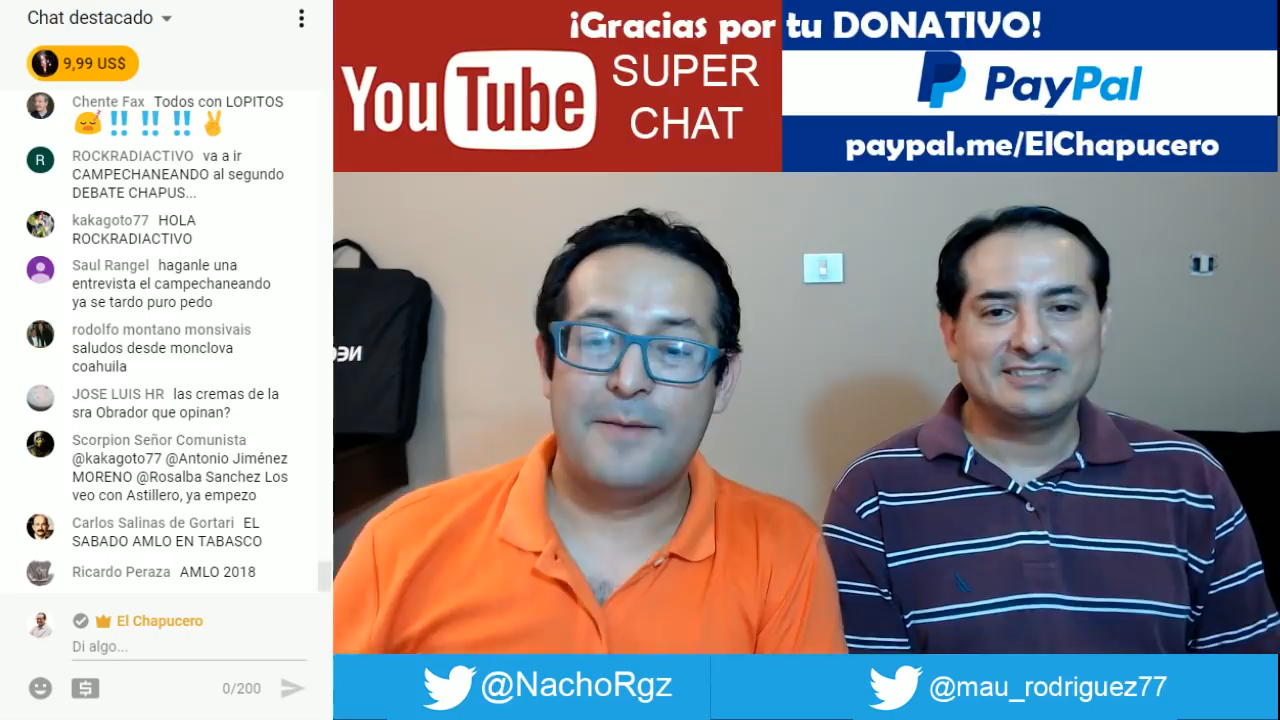 Chat destacado
9,99 US$
Chente Fax Todos con LOPITOS
😴‼️‼️‼️✌️
ROCKRADIACTIVO va a ir
CAMPECHANEANDO al segundo
DEBATE CHAPUS...
kakagoto77 HOLA
ROCKRADIACTIVO
Saul Rangel haganle una
entrevista el campechaneando
ya se tardo puro pedo
rodolfo montano monsivais
saludos desde monclova
coahuila
JOSE LUIS HR las cremas de la
sra Obrador que opinan?
Scorpion Señor Comunista
@kakagoto77 @Antonio Jiménez
MORENO @Rosalba Sanchez Los
veo con Astillero, ya empezo
Carlos Salinas de Gortari EL
SABADO AMLO EN TABASCO
Ricardo Peraza AMLO 2018
El Chapucero
Di algo...
0/200
¡Gracias por tu DONATIVO!
YouTube
SUPER
CHAT
PayPal
paypal.me/ElChapucero
@NachoRgz
@mau_rodriguez77